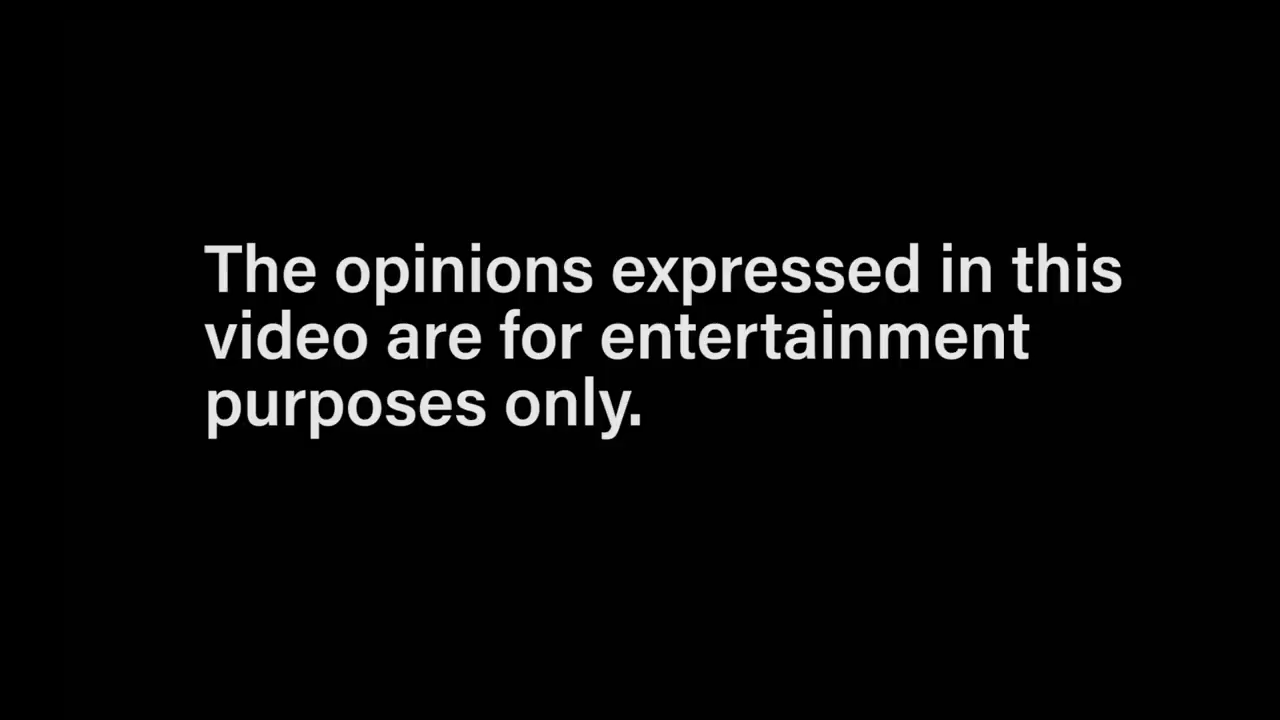 The opinions expressed in this
video are for entertainment
purposes only.